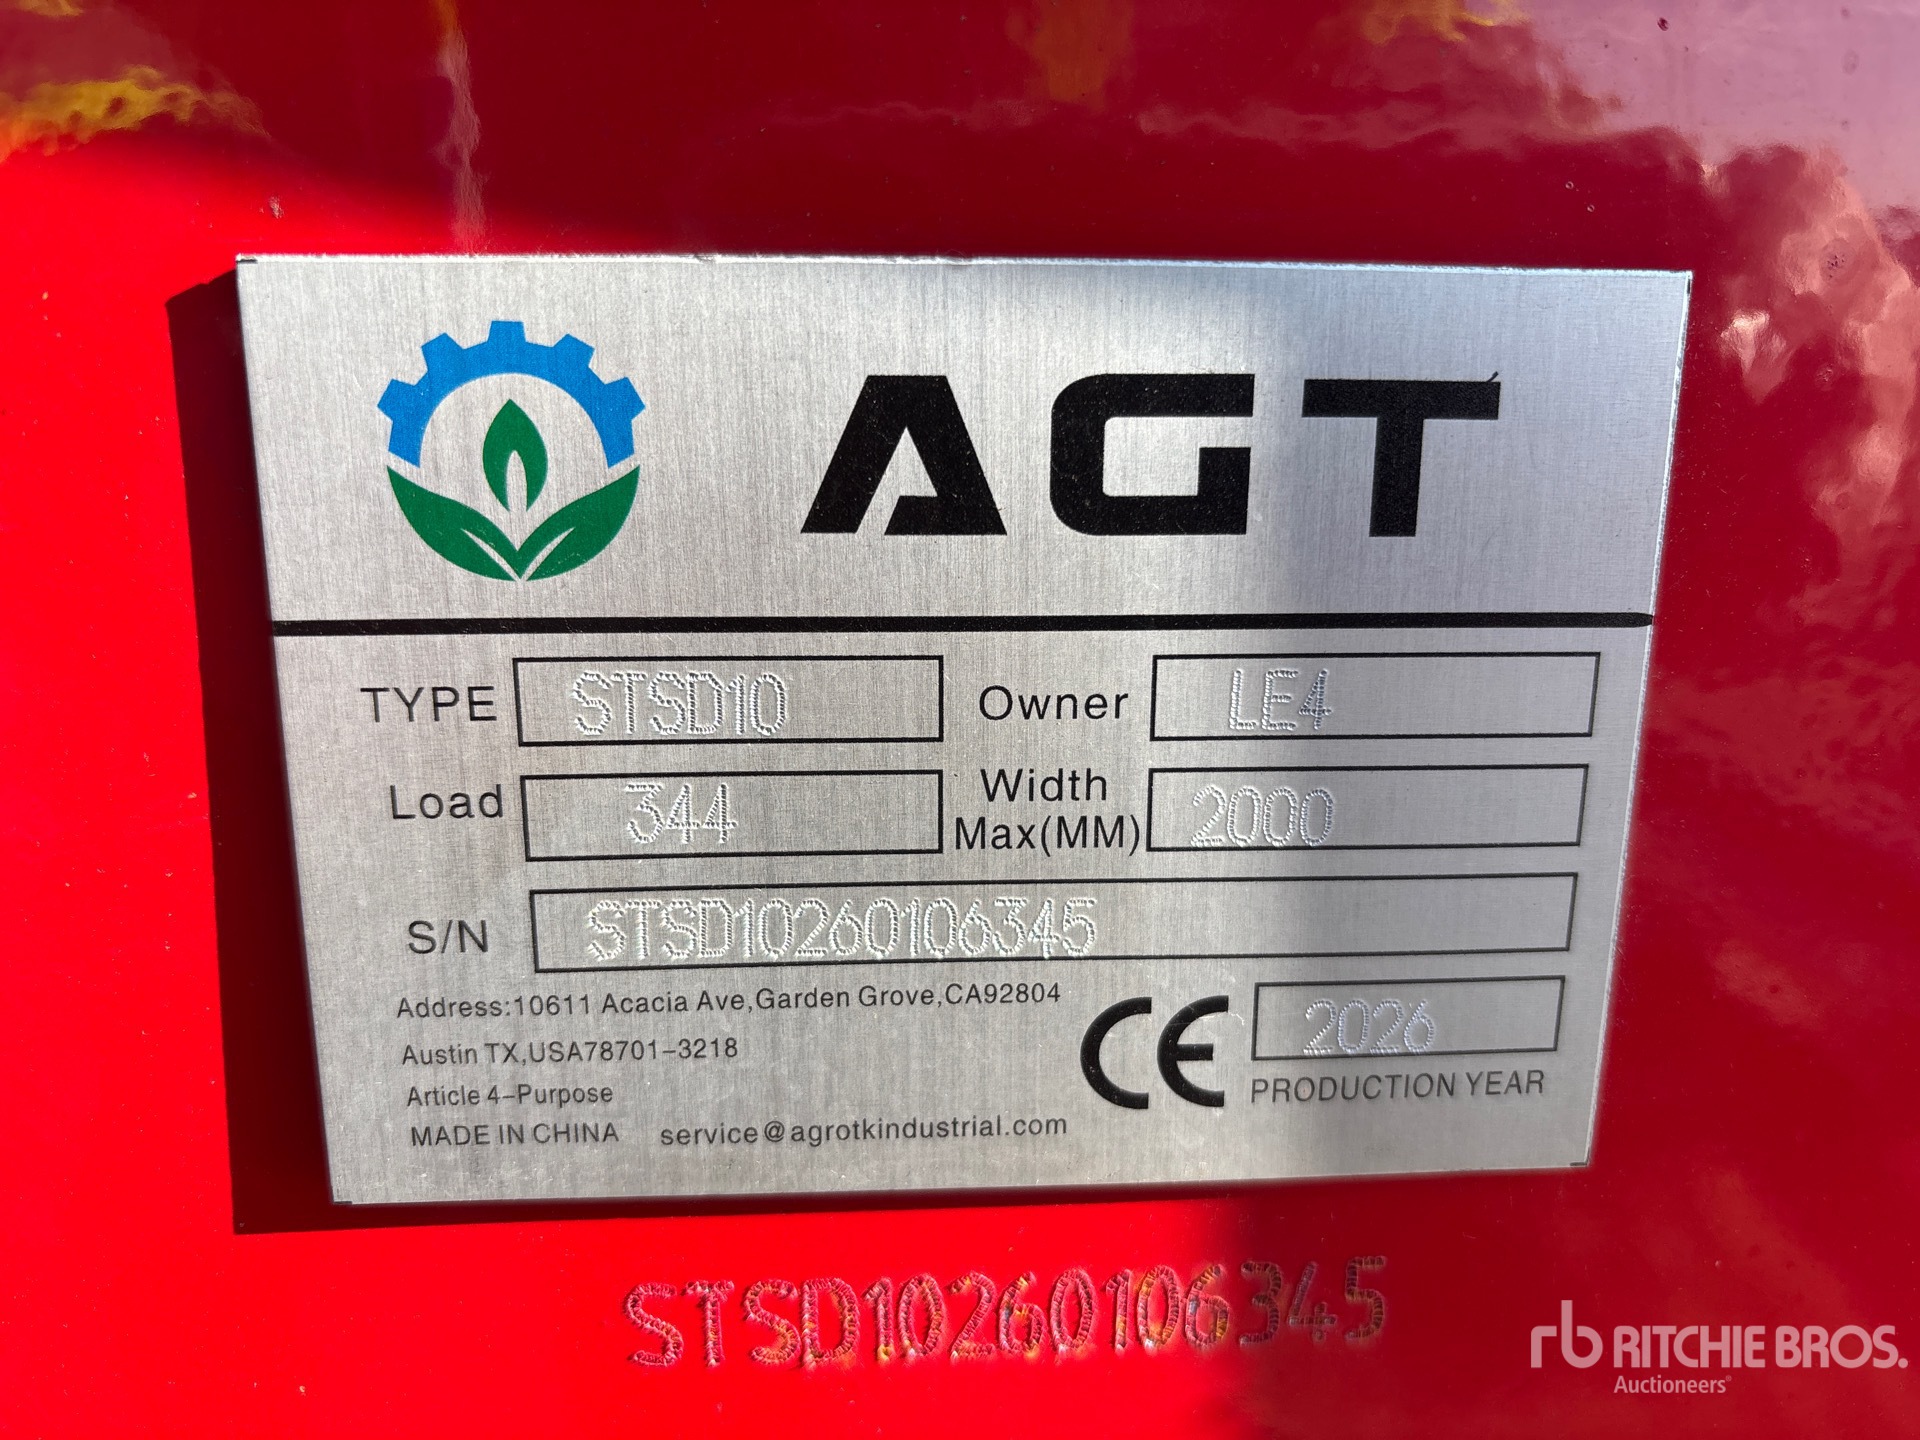 AGT
TYPE STSD10 Owner LE4
Load 344 Width Max(MM) 2000
S/N STSD10260106345
Address:10611 Acacia Ave,Garden Grove,CA92804
Austin TX,USA78701-3218
Article 4-Purpose
MADE IN CHINA service@agrotkindustrial.com
CE 2026
PRODUCTION YEAR
STSD10260106345
rb RITCHIE BROS.
Auctioneers